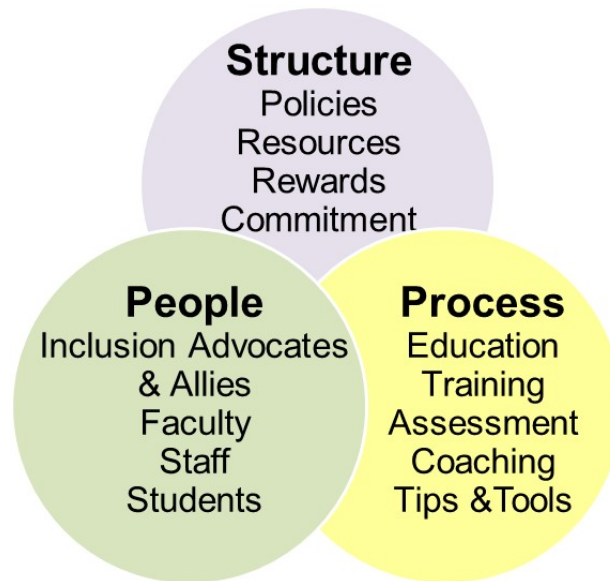 Structure
Policies
Resources
Rewards
Commitment
People
Inclusion Advocates
& Allies
Faculty
Staff
Students
Process
Education
Training
Assessment
Coaching
Tips &Tools